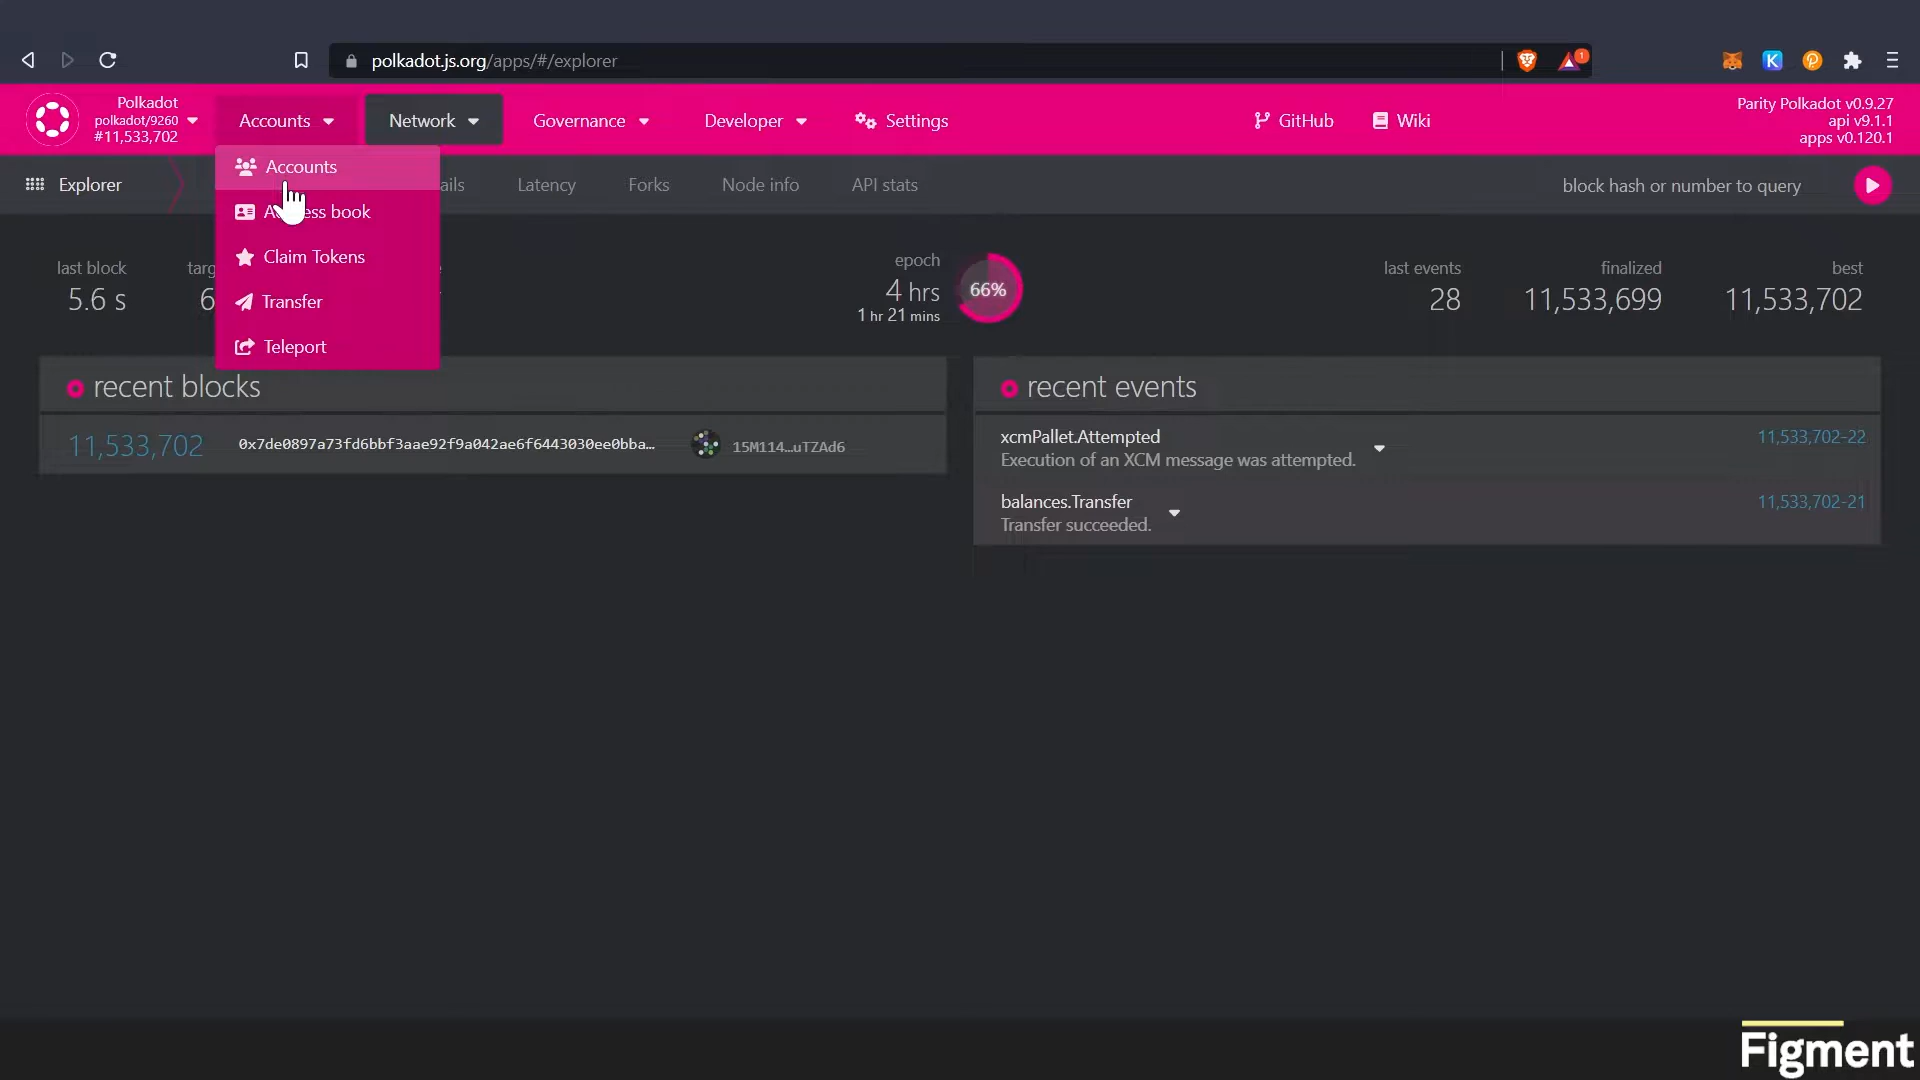 polkadot.js.org/apps/#/explorer
1
Polkadot
polkadot/9260
#11,533,702
Accounts
Network
Governance
Developer
Settings
GitHub
Wiki
Parity Polkadot v0.9.27
api v9.1.1
apps v0.120.1
Explorer
Latency
Forks
Node info
API stats
block hash or number to query
Accounts
book
Claim Tokens
Transfer
Teleport
last block
5.6 s
epoch
4 hrs
1 hr 21 mins
66%
last events
28
finalized
11,533,699
best
11,533,702
recent blocks
11,533,702
0x7de0897a73fd6bbf3aae92f9a042ae6f6443030ee0bba…
15M114…uTZAd6
recent events
xcmPallet.Attempted
Execution of an XCM message was attempted.
11,533,702-22
balances.Transfer
Transfer succeeded.
11,533,702-21
Figment